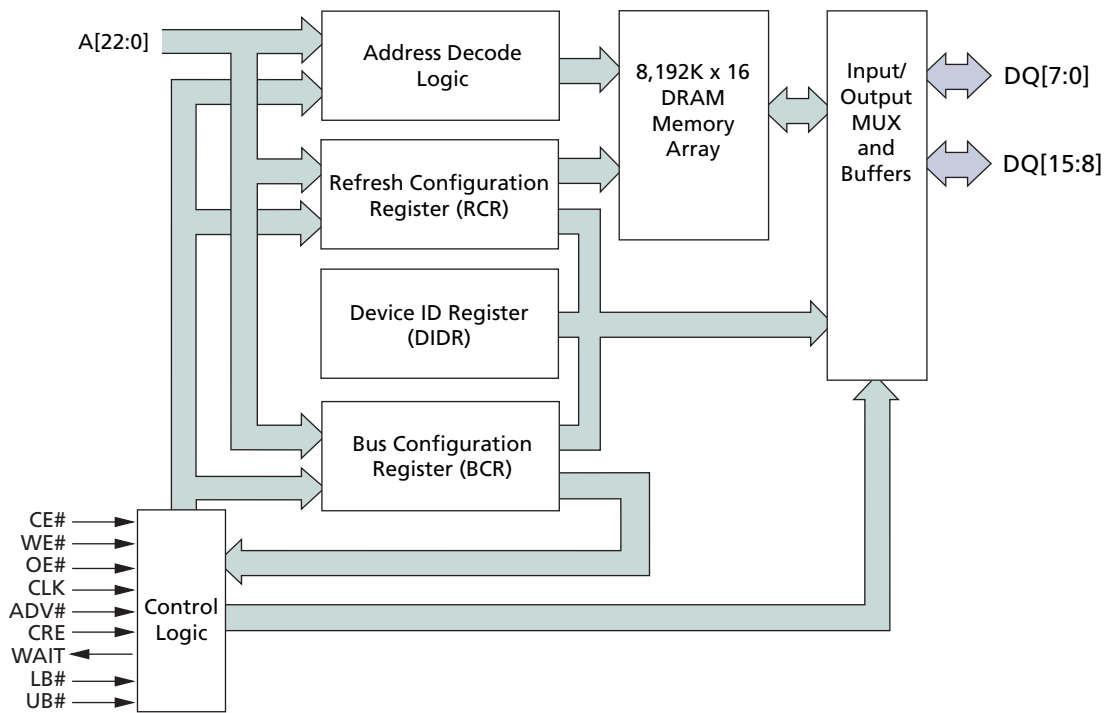 A[22:0]
Address Decode
Logic
8,192K x 16
DRAM
Memory
Array
Input/
Output
MUX
and
Buffers
DQ[7:0]
DQ[15:8]
Refresh Configuration
Register (RCR)
Device ID Register
(DIDR)
Bus Configuration
Register (BCR)
CE#
WE#
OE#
CLK
ADV#
CRE
WAIT
LB#
UB#
Control
Logic